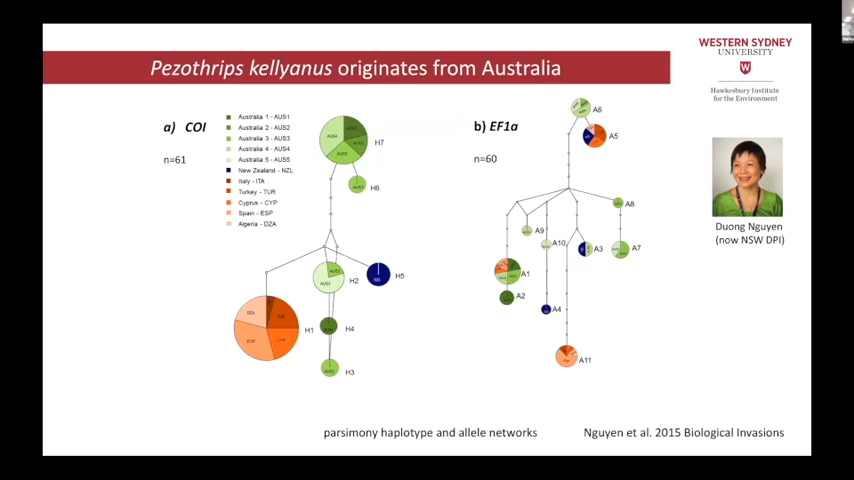 Pezothrips kellyanus originates from Australia
WESTERN SYDNEY
UNIVERSITY
W
Hawkesbury Institute
for the Environment
a) COI
n=61
Australia 1 - AUS1
Australia 2 - AUS2
Australia 3 - AUS3
Australia 4 - AUS4
Australia 5 - AUS5
New Zealand - NZL
Italy - ITA
Turkey - TUR
Cyprus - CYP
Spain - ESP
Algeria - DZA
H7
H6
H5
H2
H1
H4
H3
DZA
ESP
b) EF1a
n=60
A6
A5
A8
A9
A10
A3
A7
A1
A2
A4
A11
Duong Nguyen
(now NSW DPI)
parsimony haplotype and allele networks
Nguyen et al. 2015 Biological Invasions